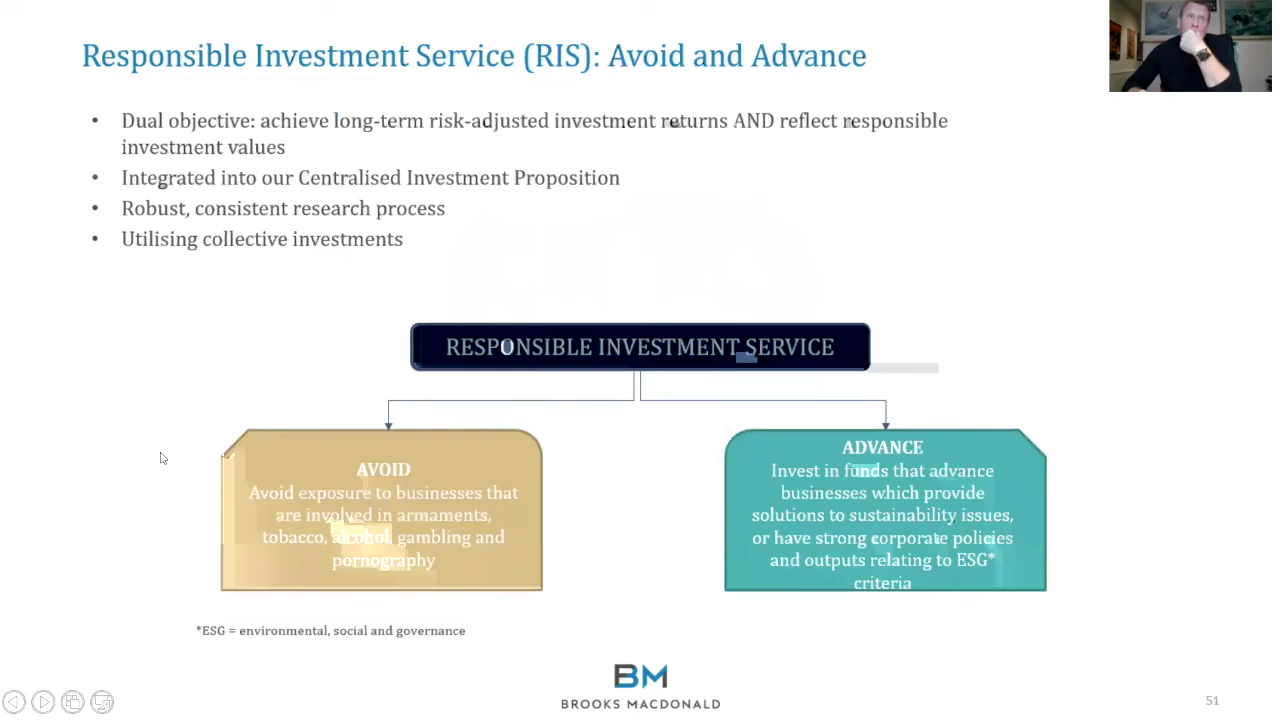 Responsible Investment Service (RIS): Avoid and Advance
• Dual objective: achieve long-term risk-adjusted investment returns AND reflect responsible
investment values
• Integrated into our Centralised Investment Proposition
• Robust, consistent research process
• Utilising collective investments
RESPONSIBLE INVESTMENT SERVICE
AVOID
Avoid exposure to businesses that
are involved in armaments,
tobacco, alcohol, gambling and
pornography
ADVANCE
Invest in funds that advance
businesses which provide
solutions to sustainability issues,
or have strong corporate policies
and outputs relating to ESG*
criteria
*ESG = environmental, social and governance
BM
BROOKS MACDONALD
51